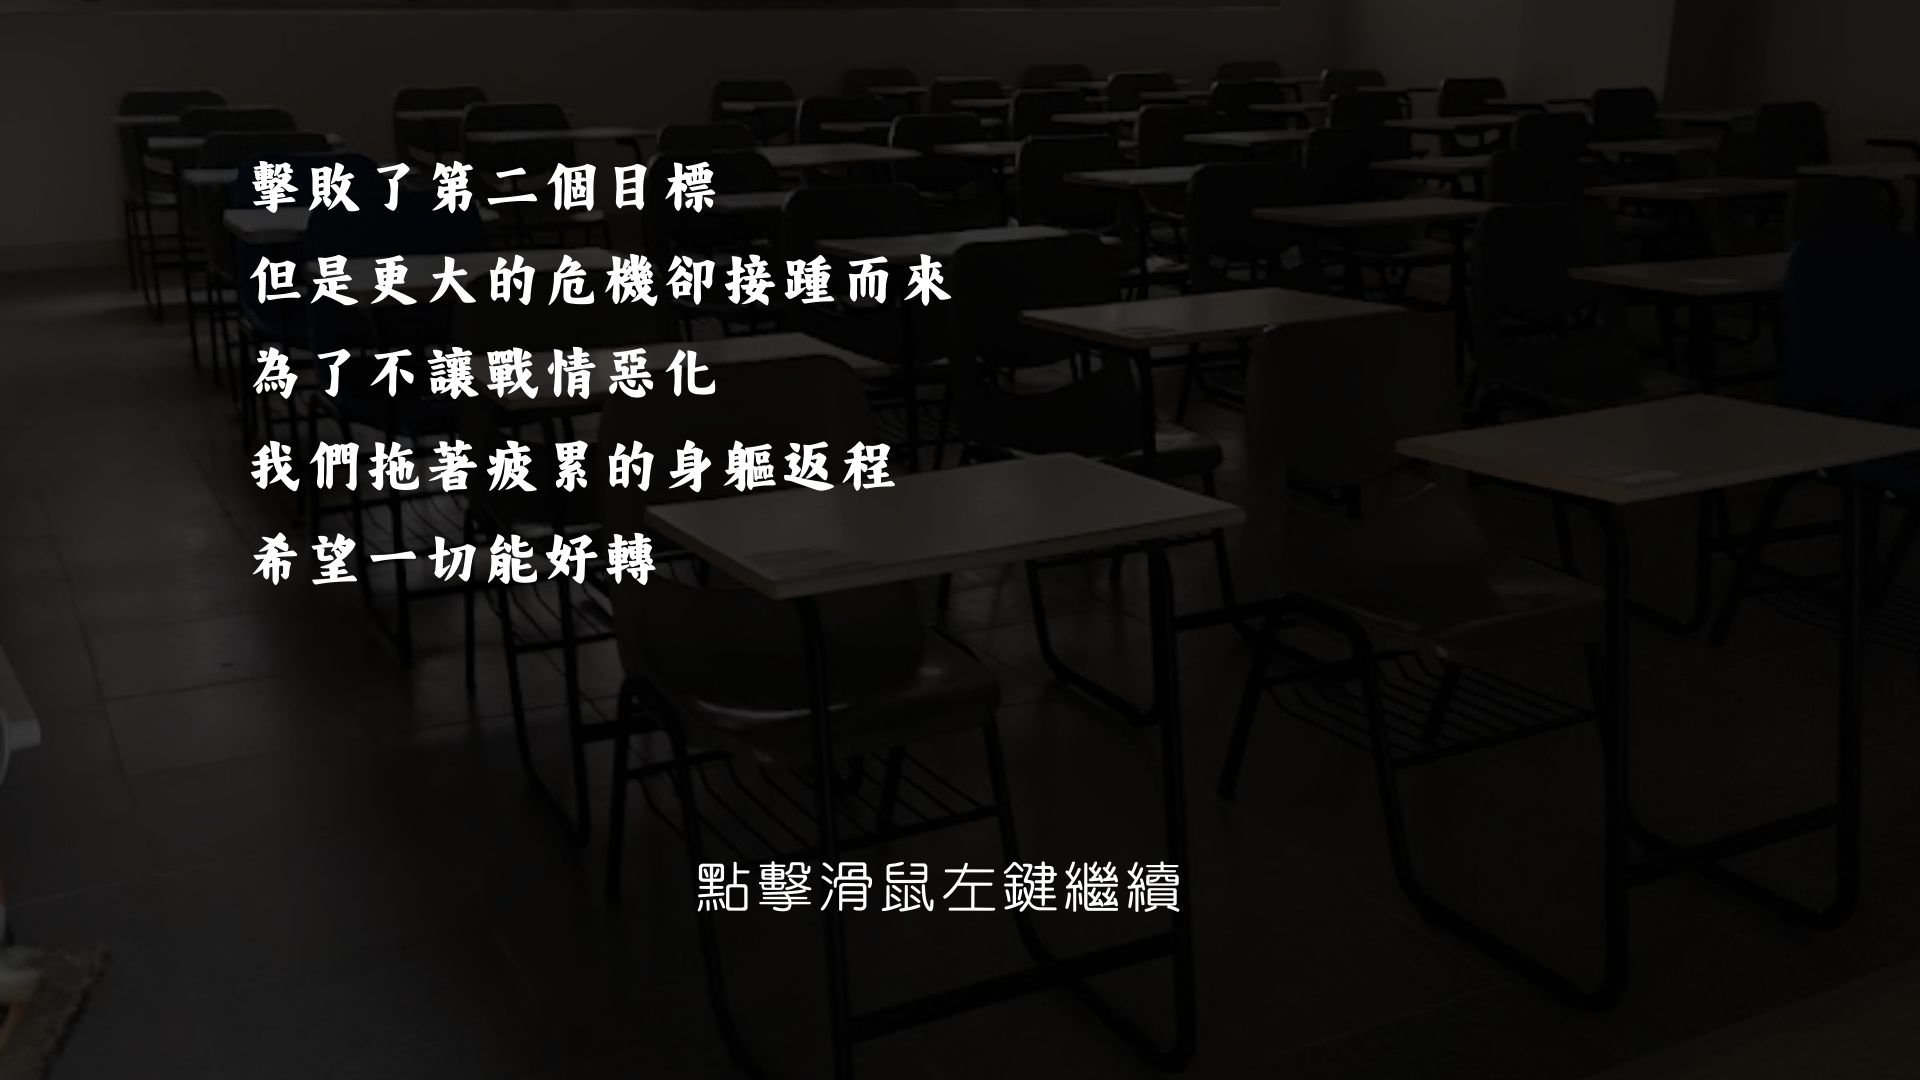 擊敗了第二個目標
但是更大的危機卻接踵而來
為了不讓戰情惡化
我們拖著疲累的身軀返程
希望一切能好轉
點擊滑鼠左鍵繼續